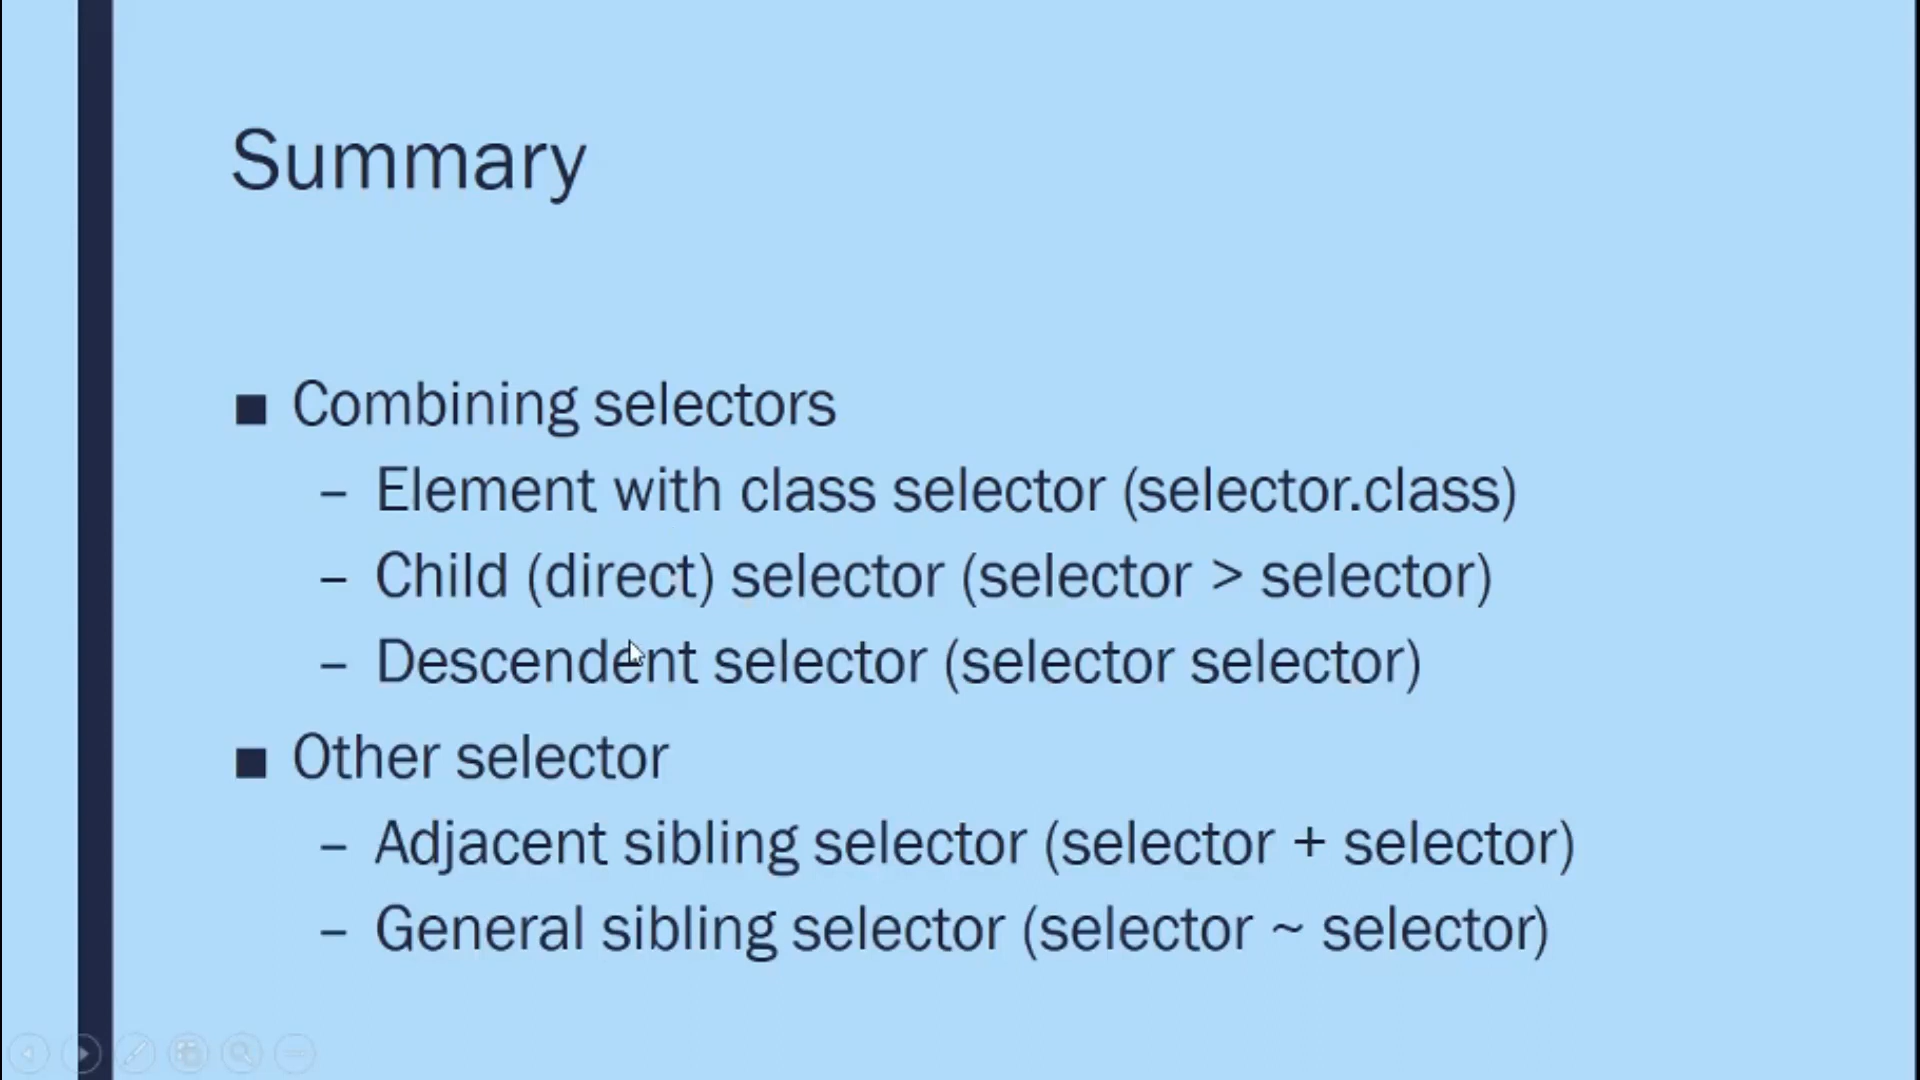 Summary
■ Combining selectors
– Element with class selector (selector.class)
– Child (direct) selector (selector > selector)
– Descendent selector (selector selector)
■ Other selector
– Adjacent sibling selector (selector + selector)
– General sibling selector (selector ~ selector)